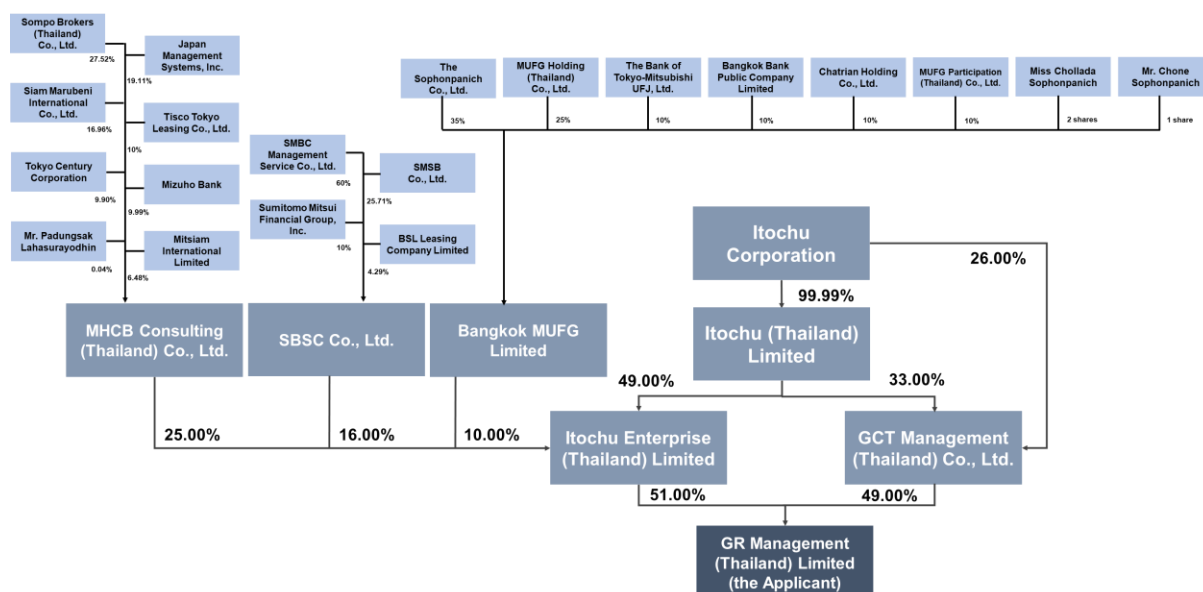 Sompo Brokers
(Thailand)
Co., Ltd.
27.52%
Japan
Management
Systems, Inc.
19.11%
Siam Marubeni
International
Co., Ltd.
16.96%
Tisco Tokyo
Leasing Co., Ltd.
10%
Tokyo Century
Corporation
9.90%
Mizuho Bank
9.99%
Mr. Padungsak
Lahasurayodhin
0.04%
Mitsiam
International
Limited
6.48%
SMBC
Management
Service Co., Ltd.
60%
SMSB
Co., Ltd.
25.71%
Sumitomo Mitsui
Financial Group,
Inc.
10%
BSL Leasing
Company Limited
4.29%
The
Sophonpanich
Co., Ltd.
35%
MUFG Holding
(Thailand)
Co., Ltd.
25%
The Bank of
Tokyo-Mitsubishi
UFJ, Ltd.
10%
Bangkok Bank
Public Company
Limited
10%
Chatrian Holding
Co., Ltd.
10%
MUFG Participation
(Thailand) Co., Ltd.
10%
Miss Chollada
Sophonpanich
2 shares
Mr. Chone
Sophonpanich
1 share
Itochu
Corporation
26.00%
99.99%
MHCB Consulting
(Thailand) Co., Ltd.
SBSC Co., Ltd.
Bangkok MUFG
Limited
Itochu (Thailand)
Limited
49.00%
33.00%
25.00%
16.00%
10.00%
Itochu Enterprise
(Thailand) Limited
GCT Management
(Thailand) Co., Ltd.
51.00%
49.00%
GR Management
(Thailand) Limited
(the Applicant)